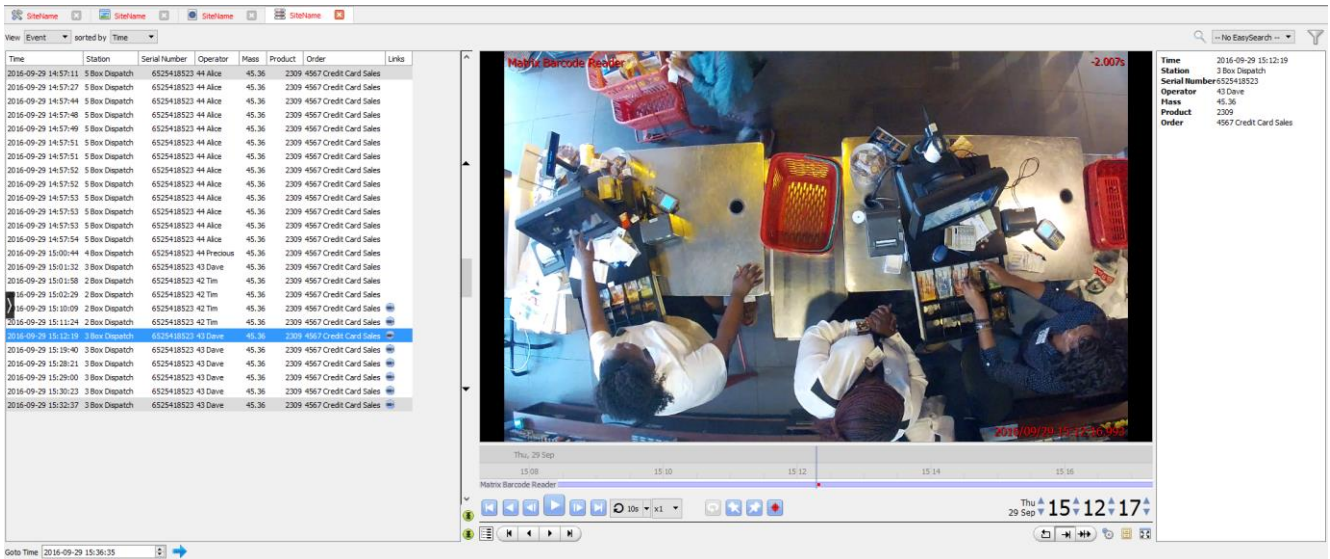 SiteName SiteName SiteName SiteName
View Event sorted by Time -- No EasySearch --
Time Station Serial Number Operator Mass Product Order Links
2016-09-29 14:57:11 5 Box Dispatch 6525418523 44 Alice 45.36 2309 4567 Credit Card Sales
2016-09-29 14:57:27 5 Box Dispatch 6525418523 44 Alice 45.36 2309 4567 Credit Card Sales
2016-09-29 14:57:44 5 Box Dispatch 6525418523 44 Alice 45.36 2309 4567 Credit Card Sales
2016-09-29 14:57:48 5 Box Dispatch 6525418523 44 Alice 45.36 2309 4567 Credit Card Sales
2016-09-29 14:57:49 5 Box Dispatch 6525418523 44 Alice 45.36 2309 4567 Credit Card Sales
2016-09-29 14:57:51 5 Box Dispatch 6525418523 44 Alice 45.36 2309 4567 Credit Card Sales
2016-09-29 14:57:51 5 Box Dispatch 6525418523 44 Alice 45.36 2309 4567 Credit Card Sales
2016-09-29 14:57:52 5 Box Dispatch 6525418523 44 Alice 45.36 2309 4567 Credit Card Sales
2016-09-29 14:57:52 5 Box Dispatch 6525418523 44 Alice 45.36 2309 4567 Credit Card Sales
2016-09-29 14:57:53 5 Box Dispatch 6525418523 44 Alice 45.36 2309 4567 Credit Card Sales
2016-09-29 14:57:53 5 Box Dispatch 6525418523 44 Alice 45.36 2309 4567 Credit Card Sales
2016-09-29 14:57:53 5 Box Dispatch 6525418523 44 Alice 45.36 2309 4567 Credit Card Sales
2016-09-29 14:57:54 5 Box Dispatch 6525418523 44 Alice 45.36 2309 4567 Credit Card Sales
2016-09-29 15:00:44 4 Box Dispatch 6525418523 44 Precious 45.36 2309 4567 Credit Card Sales
2016-09-29 15:01:32 3 Box Dispatch 6525418523 43 Dave 45.36 2309 4567 Credit Card Sales
2016-09-29 15:01:58 2 Box Dispatch 6525418523 42 Tim 45.36 2309 4567 Credit Card Sales
16-09-29 15:02:29 2 Box Dispatch 6525418523 42 Tim 45.36 2309 4567 Credit Card Sales
16-09-29 15:10:09 2 Box Dispatch 6525418523 42 Tim 45.36 2309 4567 Credit Card Sales
2016-09-29 15:11:24 2 Box Dispatch 6525418523 42 Tim 45.36 2309 4567 Credit Card Sales
2016-09-29 15:12:19 3 Box Dispatch 6525418523 43 Dave 45.36 2309 4567 Credit Card Sales
2016-09-29 15:19:40 3 Box Dispatch 6525418523 43 Dave 45.36 2309 4567 Credit Card Sales
2016-09-29 15:28:21 3 Box Dispatch 6525418523 43 Dave 45.36 2309 4567 Credit Card Sales
2016-09-29 15:29:00 3 Box Dispatch 6525418523 43 Dave 45.36 2309 4567 Credit Card Sales
2016-09-29 15:30:23 3 Box Dispatch 6525418523 43 Dave 45.36 2309 4567 Credit Card Sales
2016-09-29 15:32:37 3 Box Dispatch 6525418523 43 Dave 45.36 2309 4567 Credit Card Sales
Matrix Barcode Reader -2.007s
Time 2016-09-29 15:12:19
Station 3 Box Dispatch
Serial Number 6525418523
Operator 43 Dave
Mass 45.36
Product 2309
Order 4567 Credit Card Sales
Thu, 29 Sep
15:08 15:10 15:12 15:14 15:16
Matrix Barcode Reader
10s x1
Thu 29 Sep 15 12 17
Goto Time 2016-09-29 15:36:35